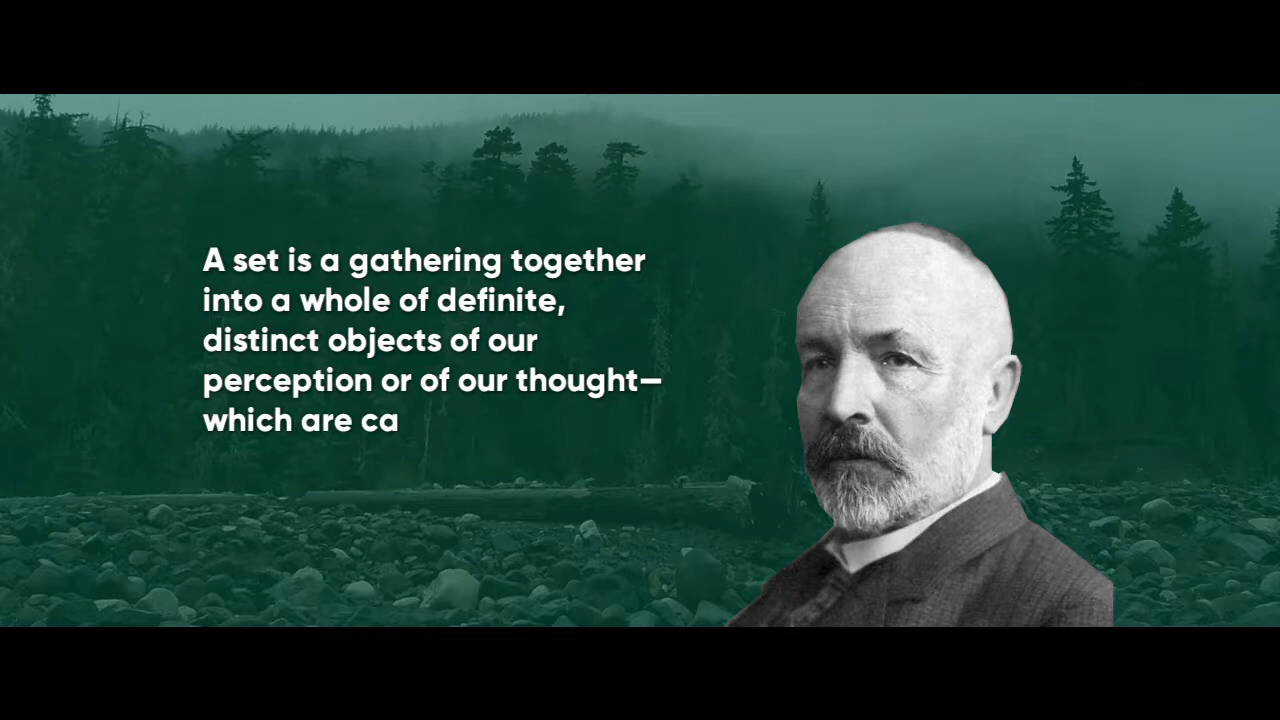 A set is a gathering together
into a whole of definite,
distinct objects of our
perception or of our thought—
which are ca